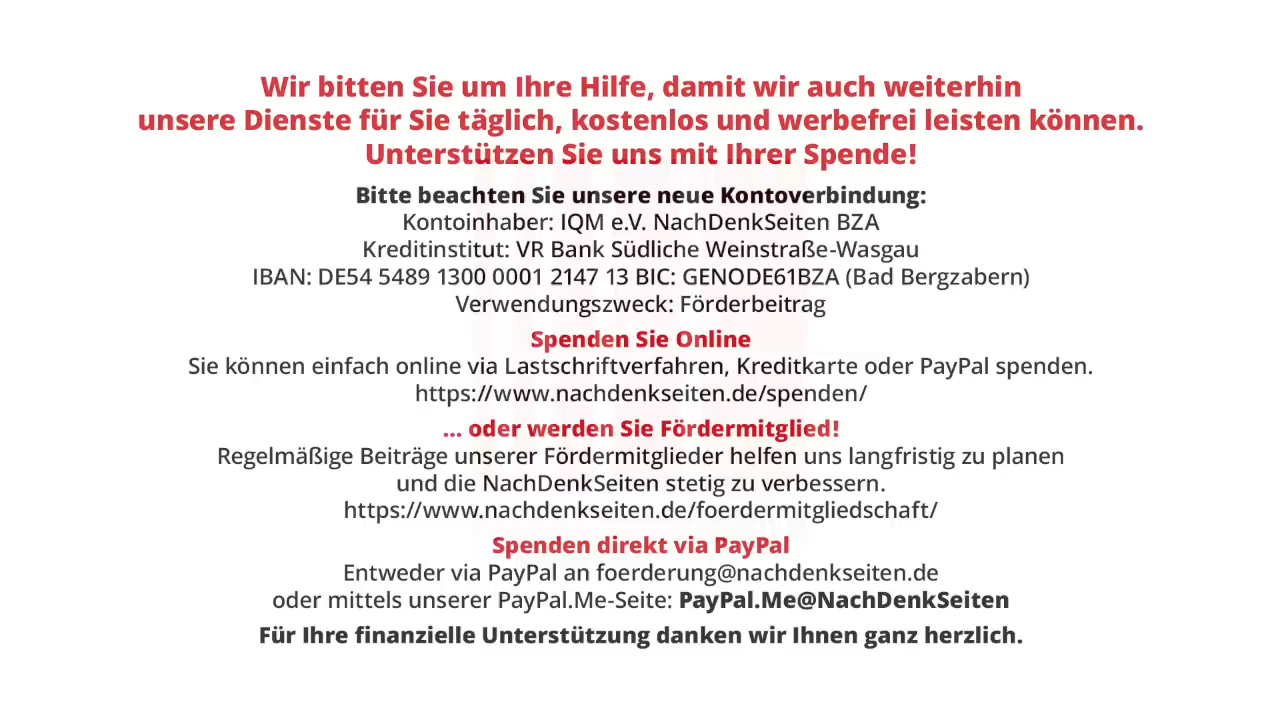 Wir bitten Sie um Ihre Hilfe, damit wir auch weiterhin
unsere Dienste für Sie täglich, kostenlos und werbefrei leisten können.
Unterstützen Sie uns mit Ihrer Spende!
Bitte beachten Sie unsere neue Kontoverbindung:
Kontoinhaber: IQM e.V. NachDenkSeiten BZA
Kreditinstitut: VR Bank Südliche Weinstraße-Wasgau
IBAN: DE54 5489 1300 0001 2147 13 BIC: GENODE61BZA (Bad Bergzabern)
Verwendungszweck: Förderbeitrag
Spenden Sie Online
Sie können einfach online via Lastschriftverfahren, Kreditkarte oder PayPal spenden.
https://www.nachdenkseiten.de/spenden/
... oder werden Sie Fördermitglied!
Regelmäßige Beiträge unserer Fördermitglieder helfen uns langfristig zu planen
und die NachDenkSeiten stetig zu verbessern.
https://www.nachdenkseiten.de/foerdermitgliedschaft/
Spenden direkt via PayPal
Entweder via PayPal an foerderung@nachdenkseiten.de
oder mittels unserer PayPal.Me-Seite: PayPal.Me@NachDenkSeiten
Für Ihre finanzielle Unterstützung danken wir Ihnen ganz herzlich.